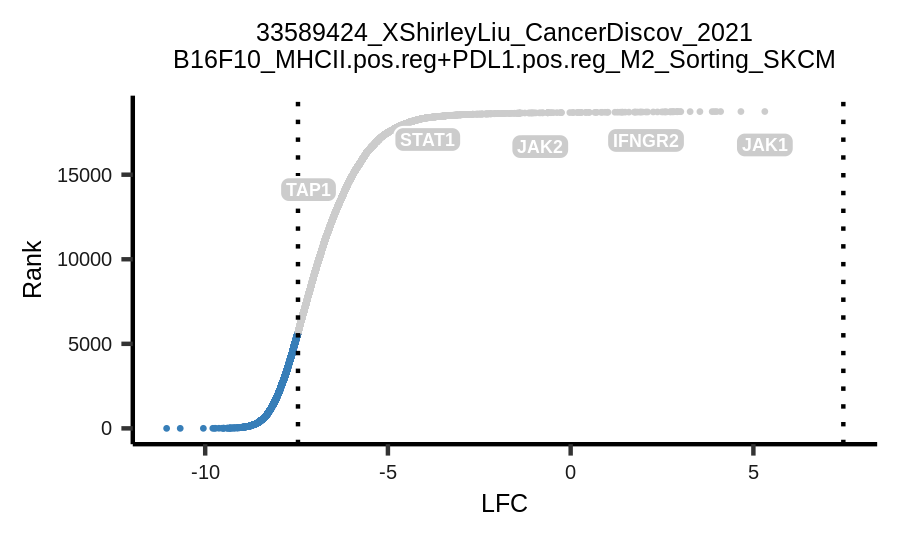 33589424_XShirleyLiu_CancerDiscov_2021
B16F10_MHCII.pos.reg+PDL1.pos.reg_M2_Sorting_SKCM
Rank
15000
10000
5000
0
STAT1
JAK2
IFNGR2
JAK1
TAP1
-10
-5
0
5
LFC